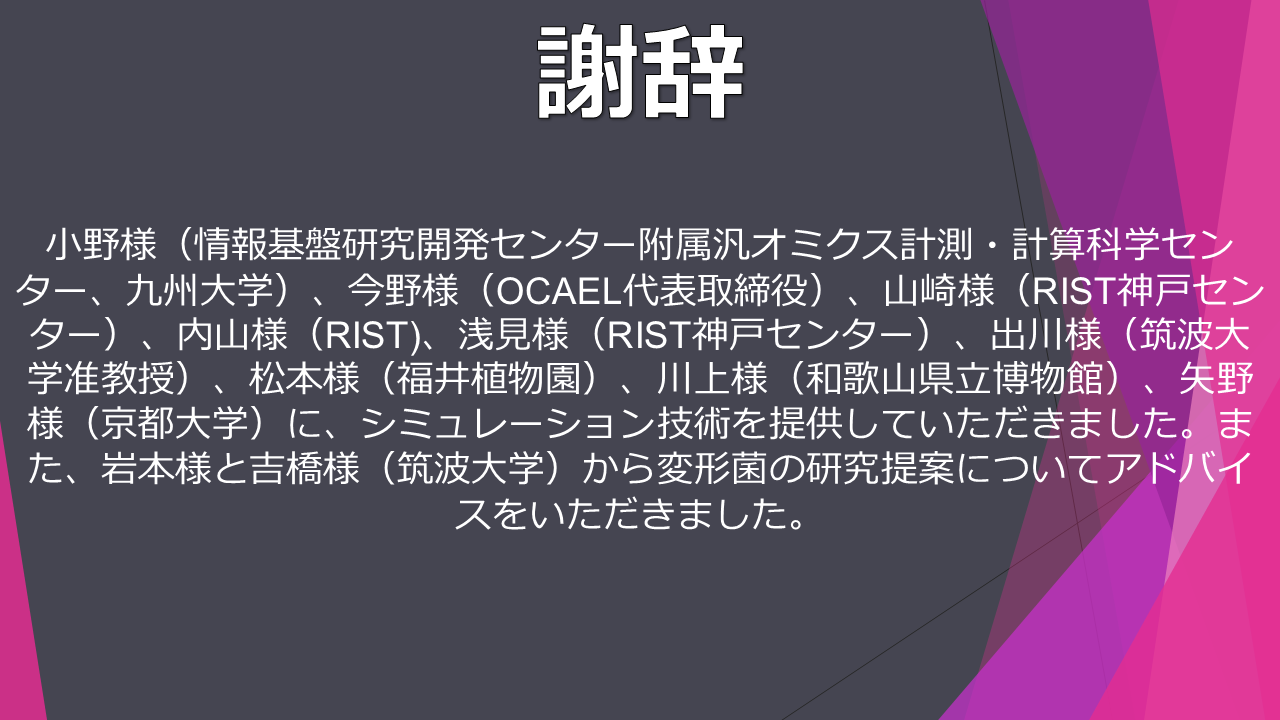 謝辞
小野様（情報基盤研究開発センター附属汎オミクス計測・計算科学セン
ター、九州大学）、今野様（OCAEL代表取締役）、山崎様（RIST神戸セン
ター）、内山様（RIST)、浅見様（RIST神戸センター）、出川様（筑波大
学准教授）、松本様（福井植物園）、川上様（和歌山県立博物館）、矢野
様（京都大学）に、シミュレーション技術を提供していただきました。ま
た、岩本様と吉橋様（筑波大学）から変形菌の研究提案についてアドバイ
スをいただきました。